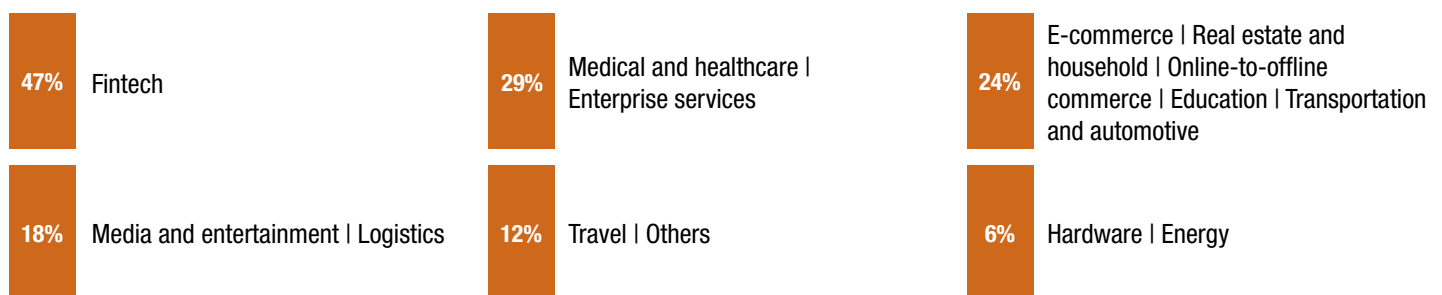 47%
Fintech
29%
Medical and healthcare |
Enterprise services
24%
E-commerce | Real estate and
household | Online-to-offline
commerce | Education | Transportation
and automotive
18%
Media and entertainment | Logistics
12%
Travel | Others
6%
Hardware | Energy